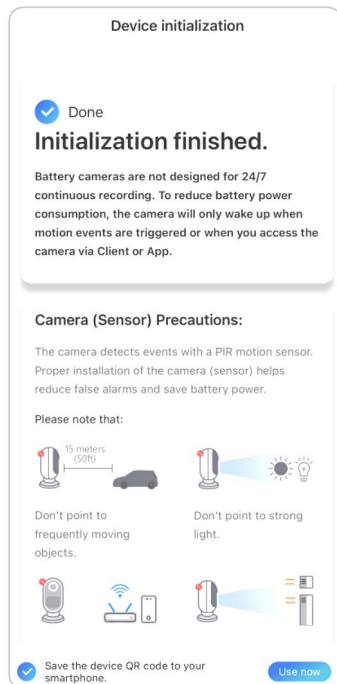 Device initialization
Done
Initialization finished.
Battery cameras are not designed for 24/7
continuous recording. To reduce battery power
consumption, the camera will only wake up when
motion events are triggered or when you access the
camera via Client or App.
Camera (Sensor) Precautions:
The camera detects events with a PIR motion sensor.
Proper installation of the camera (sensor) helps
reduce false alarms and save battery power.
Please note that:
15 meters
(50ft)
Don't point to
frequently moving
objects.
Don't point to strong
light.
Save the device QR code to your
smartphone.
Use now